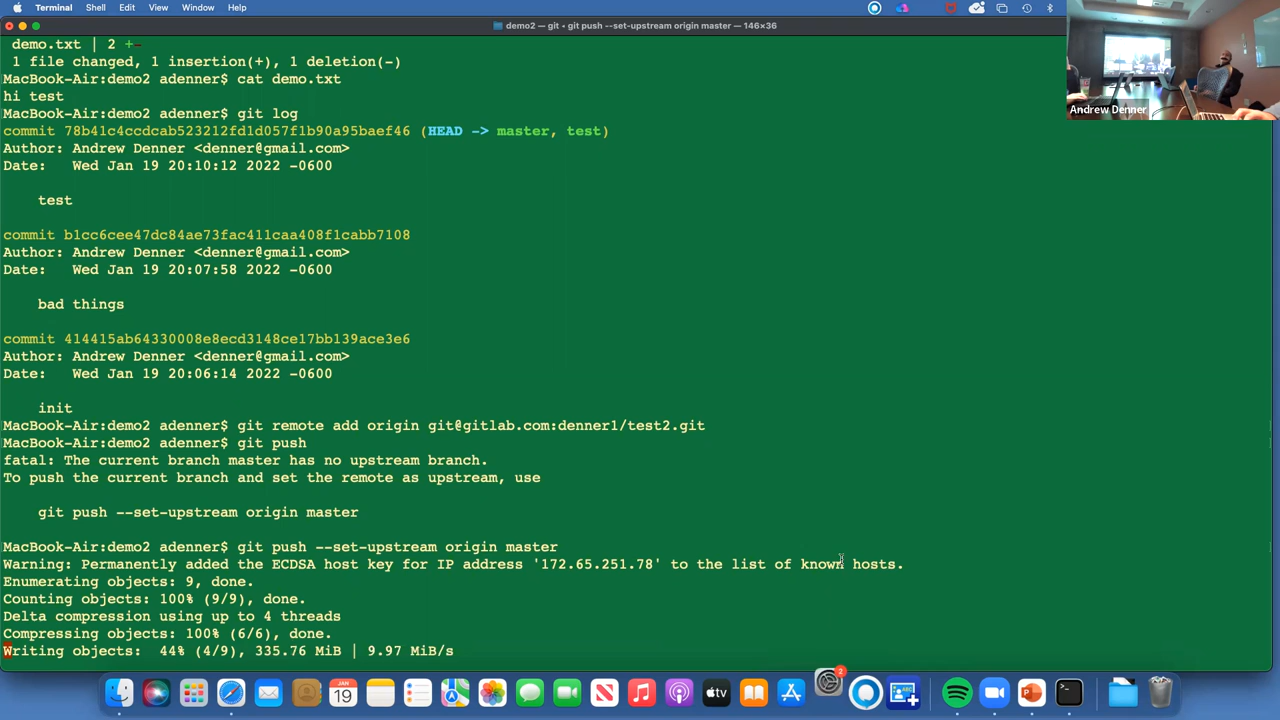 Terminal Shell Edit View Window Help
demo2 — git • git push --set-upstream origin master — 146×36
demo.txt | 2 +-
1 file changed, 1 insertion(+), 1 deletion(-)
MacBook-Air:demo2 adenner$ cat demo.txt
hi test
MacBook-Air:demo2 adenner$ git log
commit 78b41c4ccdcab523212fd1d057f1b90a95baef46 (HEAD -> master, test)
Author: Andrew Denner <denner@gmail.com>
Date:   Wed Jan 19 20:10:12 2022 -0600
test
commit b1cc6cee47dc84ae73fac411caa408f1cabb7108
Author: Andrew Denner <denner@gmail.com>
Date:   Wed Jan 19 20:07:58 2022 -0600
bad things
commit 414415ab64330008e8ecd3148ce17bb139ace3e6
Author: Andrew Denner <denner@gmail.com>
Date:   Wed Jan 19 20:06:14 2022 -0600
init
MacBook-Air:demo2 adenner$ git remote add origin git@gitlab.com:denner1/test2.git
MacBook-Air:demo2 adenner$ git push
fatal: The current branch master has no upstream branch.
To push the current branch and set the remote as upstream, use
git push --set-upstream origin master
MacBook-Air:demo2 adenner$ git push --set-upstream origin master
Warning: Permanently added the ECDSA host key for IP address '172.65.251.78' to the list of known hosts.
Enumerating objects: 9, done.
Counting objects: 100% (9/9), done.
Delta compression using up to 4 threads
Compressing objects: 100% (6/6), done.
Writing objects:  44% (4/9), 335.76 MiB | 9.97 MiB/s
Andrew Denner
JAN
19
tv
2